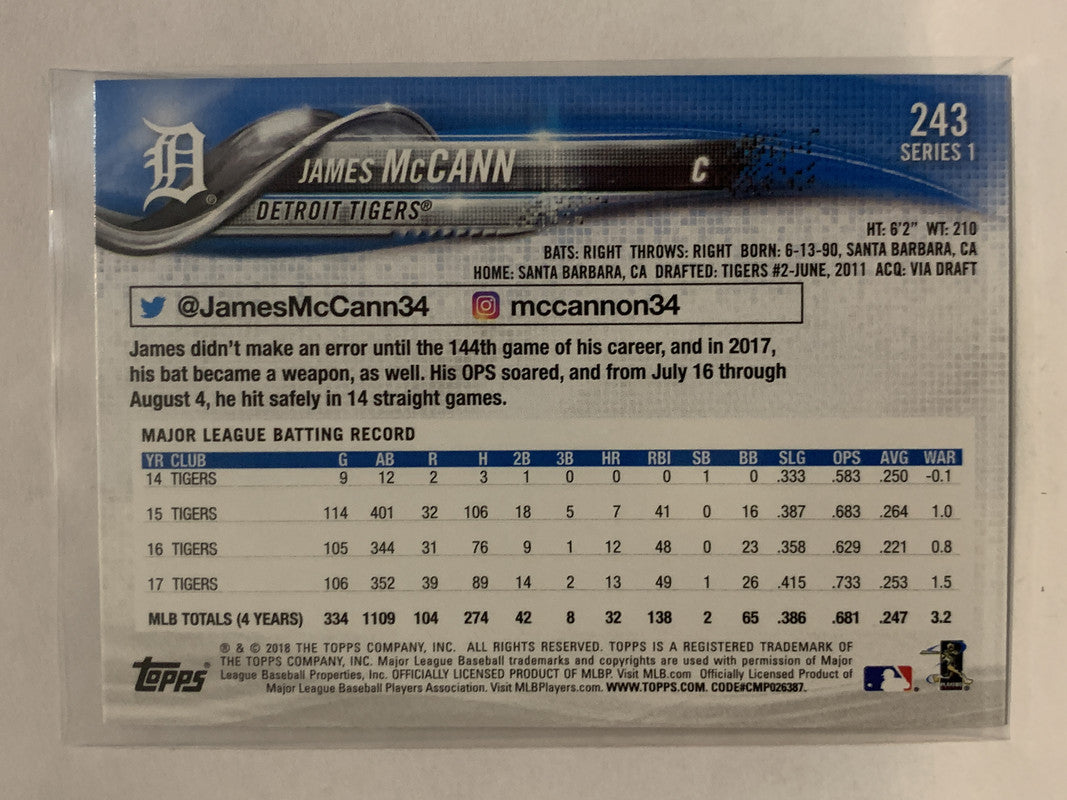 D®
243
SERIES 1
JAMES McCANN C
DETROIT TIGERS®
HT: 6'2" WT: 210
BATS: RIGHT THROWS: RIGHT BORN: 6-13-90, SANTA BARBARA, CA
HOME: SANTA BARBARA, CA DRAFTED: TIGERS #2-JUNE, 2011 ACQ: VIA DRAFT
@JamesMcCann34 mccannon34
James didn't make an error until the 144th game of his career, and in 2017,
his bat became a weapon, as well. His OPS soared, and from July 16 through
August 4, he hit safely in 14 straight games.
MAJOR LEAGUE BATTING RECORD
YR CLUB G AB R H 2B 3B HR RBI SB BB SLG OPS AVG WAR
14 TIGERS 9 12 2 3 1 0 0 0 1 0 .333 .583 .250 -0.1
15 TIGERS 114 401 32 106 18 5 7 41 0 16 .387 .683 .264 1.0
16 TIGERS 105 344 31 76 9 1 12 48 0 23 .358 .629 .221 0.8
17 TIGERS 106 352 39 89 14 2 13 49 1 26 .415 .733 .253 1.5
MLB TOTALS (4 YEARS) 334 1109 104 274 42 8 32 138 2 65 .386 .681 .247 3.2
® & © 2018 THE TOPPS COMPANY, INC. ALL RIGHTS RESERVED. TOPPS IS A REGISTERED TRADEMARK OF
THE TOPPS COMPANY, INC. Major League Baseball trademarks and copyrights are used with permission of Major
League Baseball Properties, Inc. OFFICIALLY LICENSED PRODUCT OF MLBP. Visit MLB.com Officially Licensed Product of
Major League Baseball Players Association. Visit MLBPlayers.com. WWW.TOPPS.COM. CODE#CMP026387.
Topps®